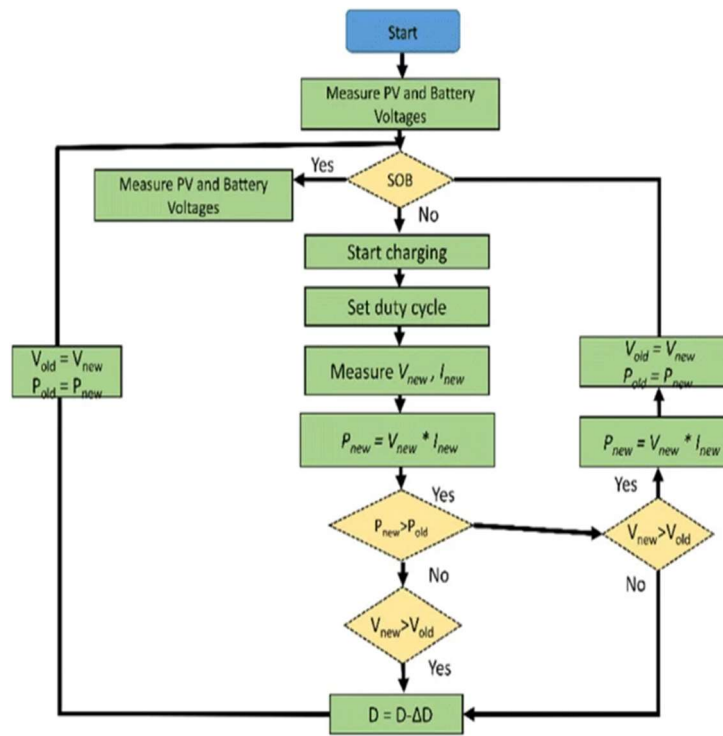 Start
Measure PV and Battery
Voltages
Yes
SOB
Measure PV and Battery
Voltages
No
Start charging
Set duty cycle
V_old = V_new
P_old = P_new
Measure V_new, I_new
V_old = V_new
P_old = P_new
P_new = V_new * I_new
P_new = V_new * I_new
Yes
Yes
P_new>P_old
V_new>V_old
No
No
V_new>V_old
Yes
D = D-ΔD